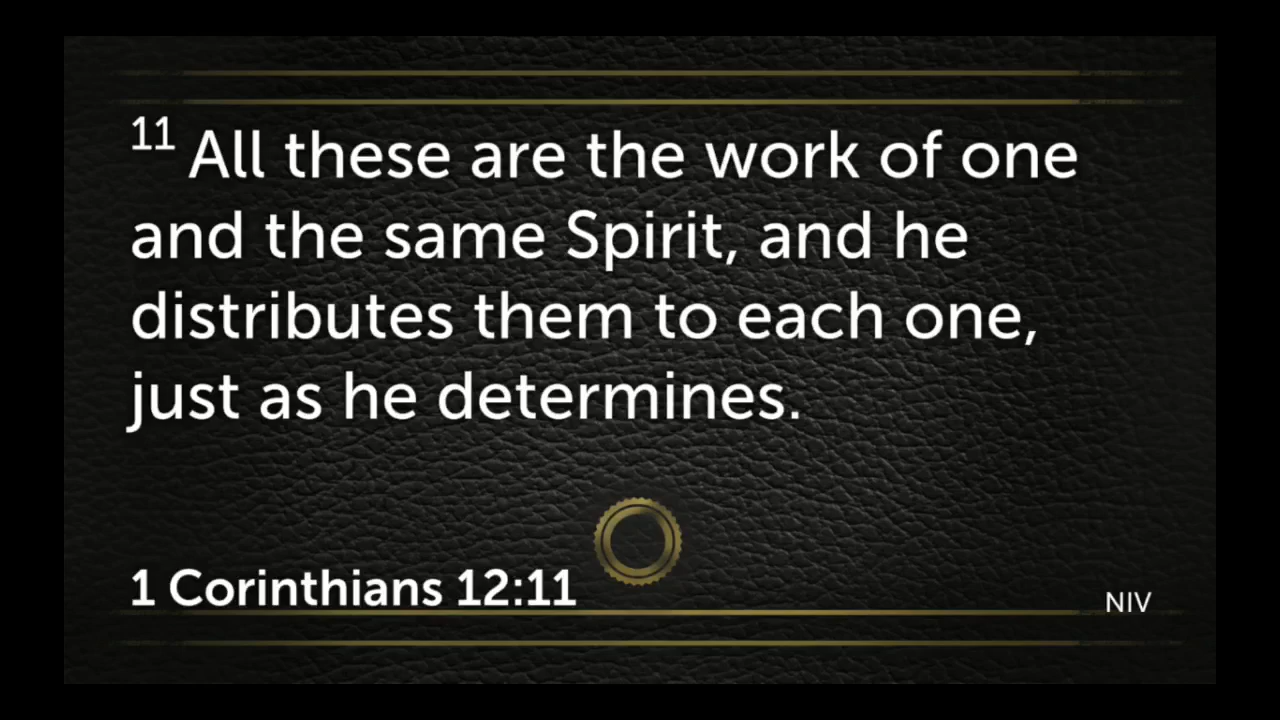 11 All these are the work of one
and the same Spirit, and he
distributes them to each one,
just as he determines.
1 Corinthians 12:11
NIV